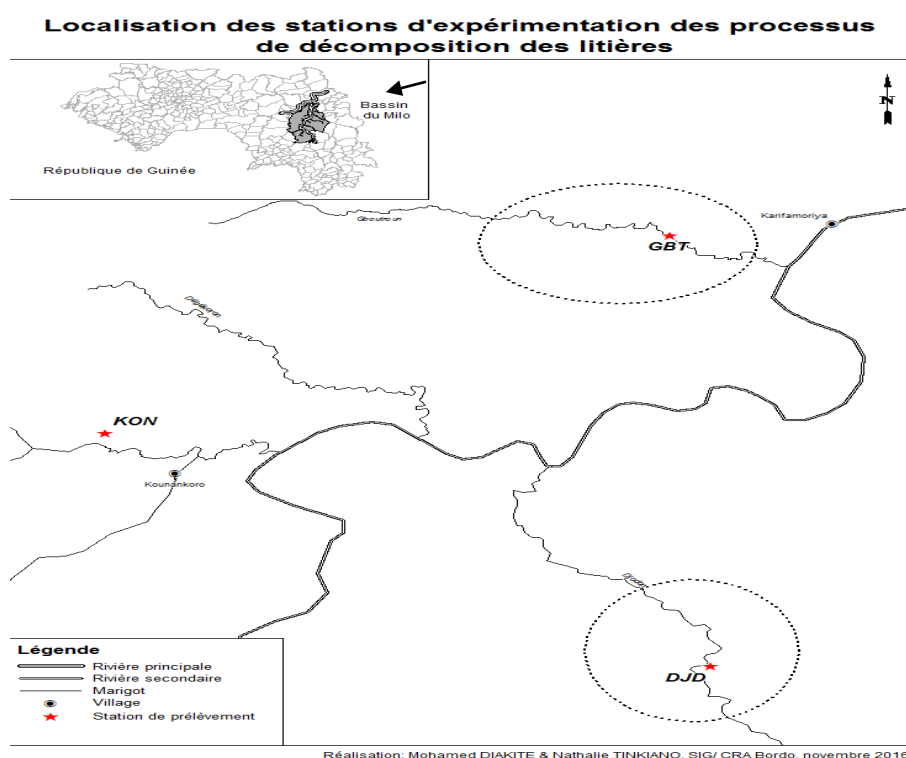 Localisation des stations d'expérimentation des processus
de décomposition des litières
Bassin
du Milo
République de Guinée
N
Karifamoriya
GBT
KON
Kounankoro
DJD
Légende
Rivière principale
Rivière secondaire
Marigot
Village
Station de prélèvement
Réalisation: Mohamed DIAKITE & Nathalie TINKIANO. SIG/ CRA Bordo. novembre 2016